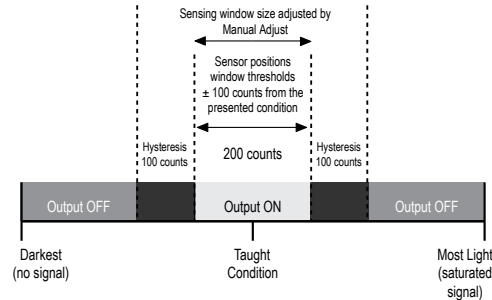 Sensing window size adjusted by
Manual Adjust
Sensor positions
window thresholds
± 100 counts from the
presented condition
Hysteresis
100 counts
200 counts
Hysteresis
100 counts
Output OFF
Output ON
Output OFF
Darkest
(no signal)
Taught
Condition
Most Light
(saturated
signal)